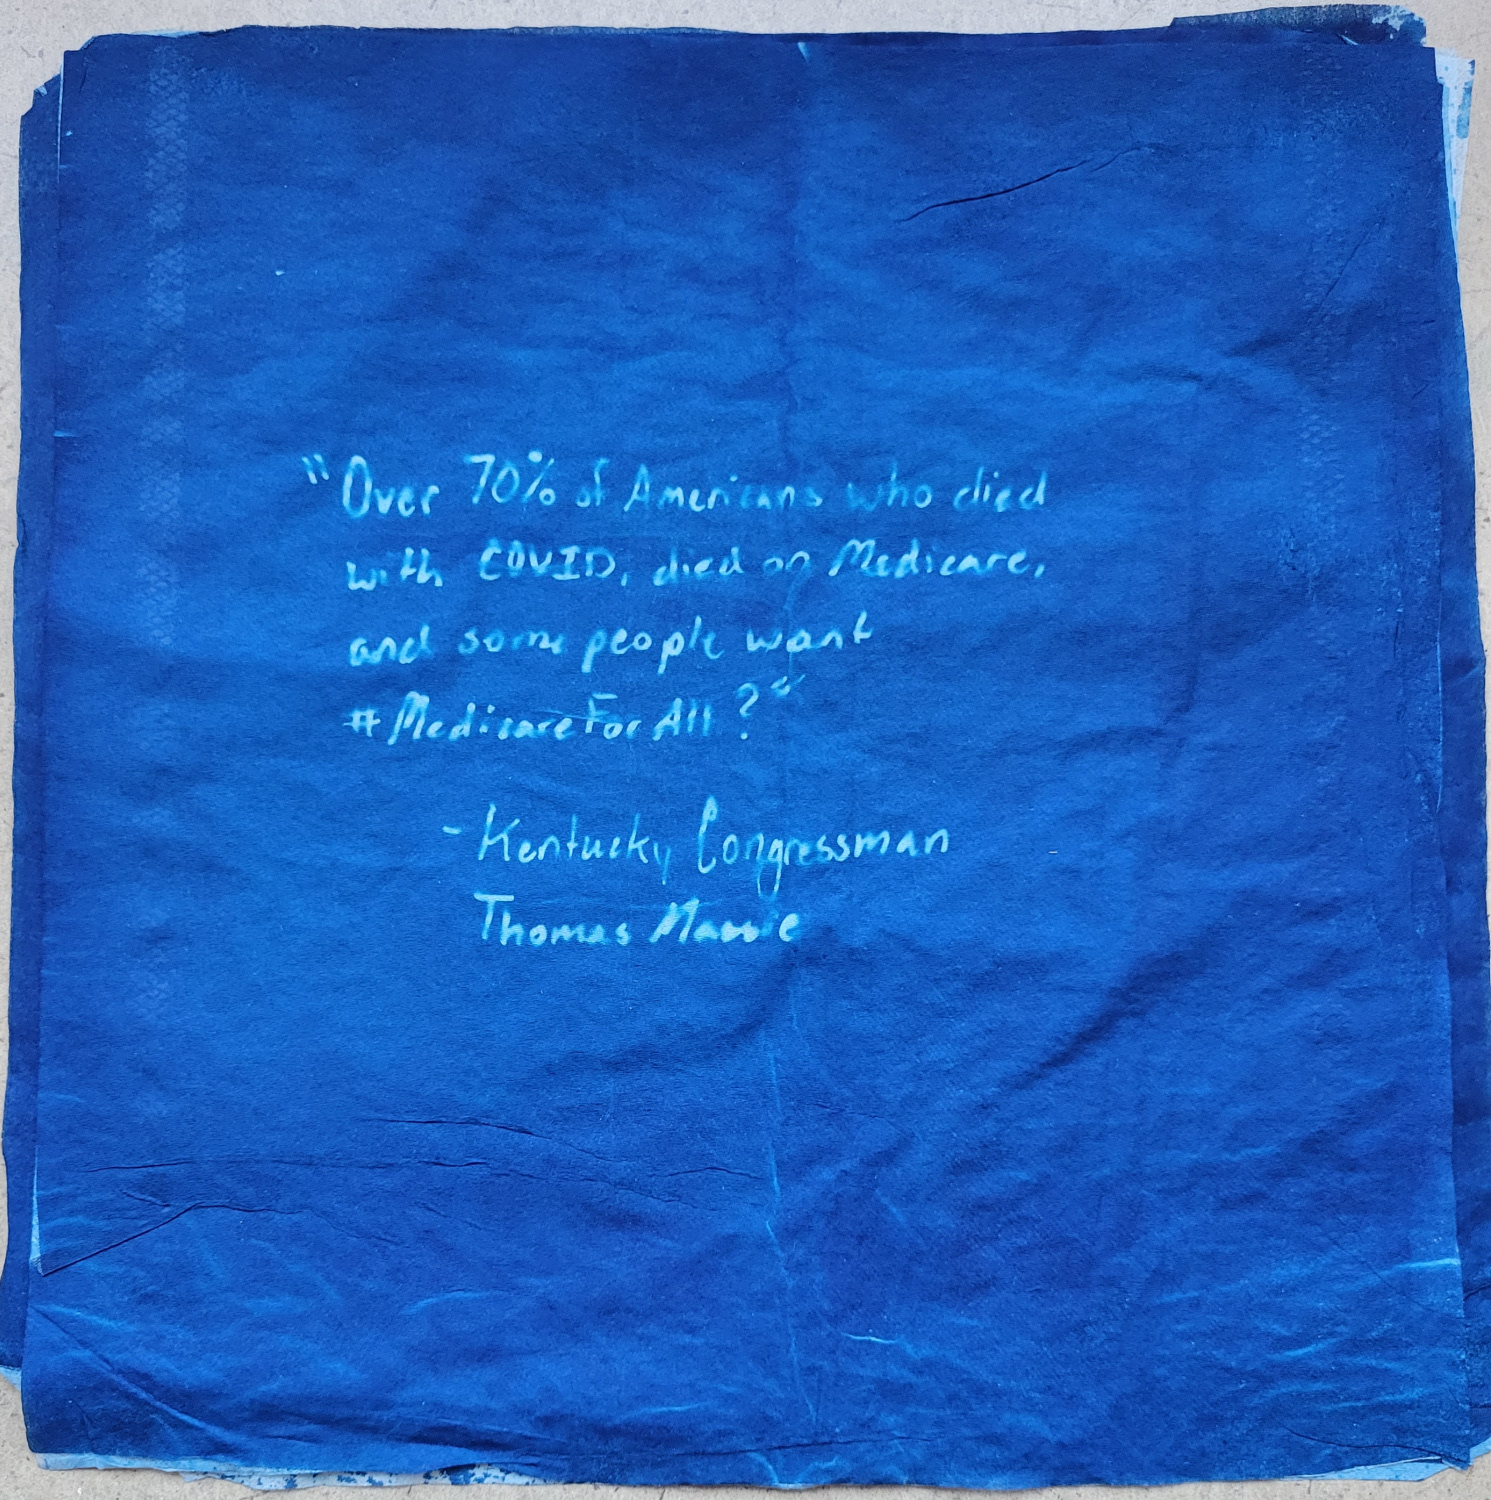 "Over 70% of Americans who died
with COVID, died on Medicare,
and some people want
#MedicareForAll?"
- Kentucky Congressman
Thomas Massie